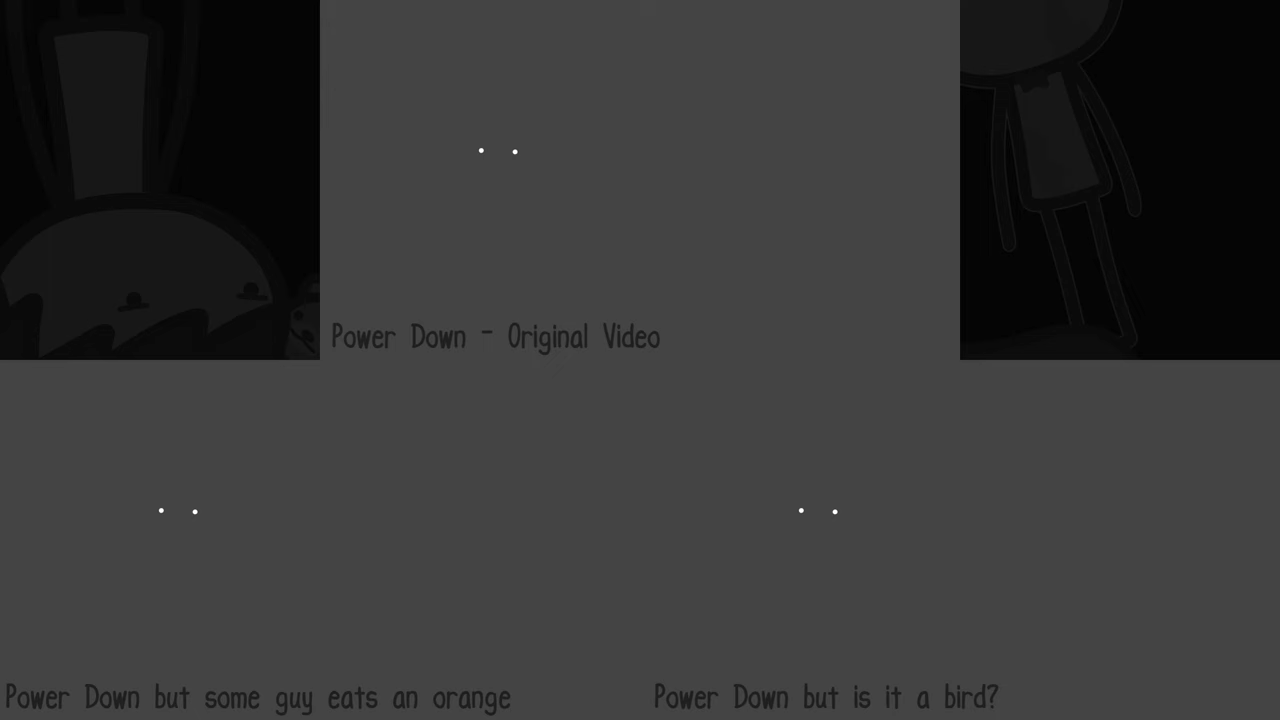 Power Down - Original Video
Power Down but some guy eats an orange
Power Down but is it a bird?